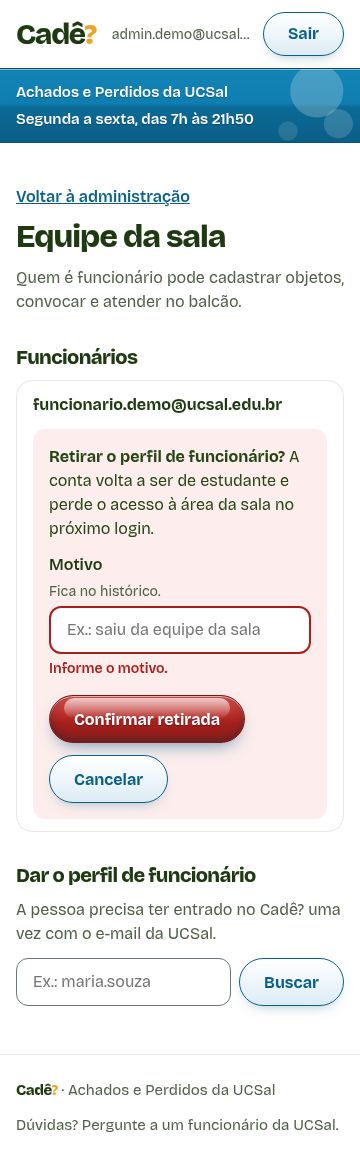 Cadê? admin.demo@ucsal... Sair
Achados e Perdidos da UCSal
Segunda a sexta, das 7h às 21h50
Voltar à administração
Equipe da sala
Quem é funcionário pode cadastrar objetos,
convocar e atender no balcão.
Funcionários
funcionario.demo@ucsal.edu.br
Retirar o perfil de funcionário? A
conta volta a ser de estudante e
perde o acesso à área da sala no
próximo login.
Motivo
Fica no histórico.
Ex.: saiu da equipe da sala
Informe o motivo.
Confirmar retirada
Cancelar
Dar o perfil de funcionário
A pessoa precisa ter entrado no Cadê? uma
vez com o e-mail da UCSal.
Ex.: maria.souza Buscar
Cadê? · Achados e Perdidos da UCSal
Dúvidas? Pergunte a um funcionário da UCSal.